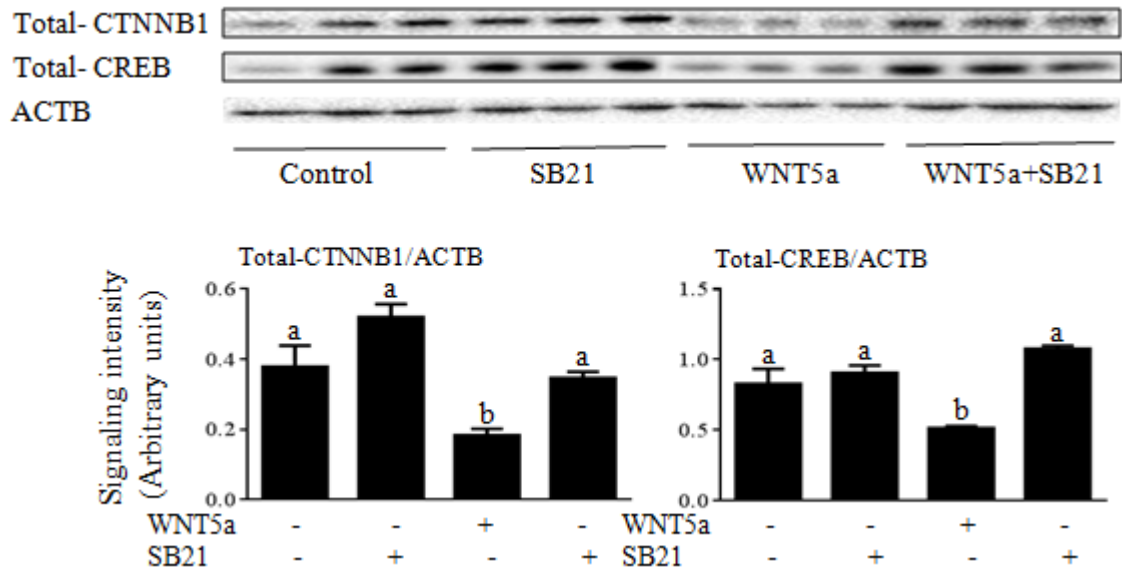 Total- CTNNB1
Total- CREB
ACTB
Control SB21 WNT5a WNT5a+SB21
Signaling intensity
(Arbitrary units)
Total-CTNNB1/ACTB
0.6
0.4
0.2
0.0
a a b a
Total-CREB/ACTB
1.5
1.0
0.5
0.0
a a b a
WNT5a - - + - WNT5a - - + -
SB21 - + - + SB21 - + - +